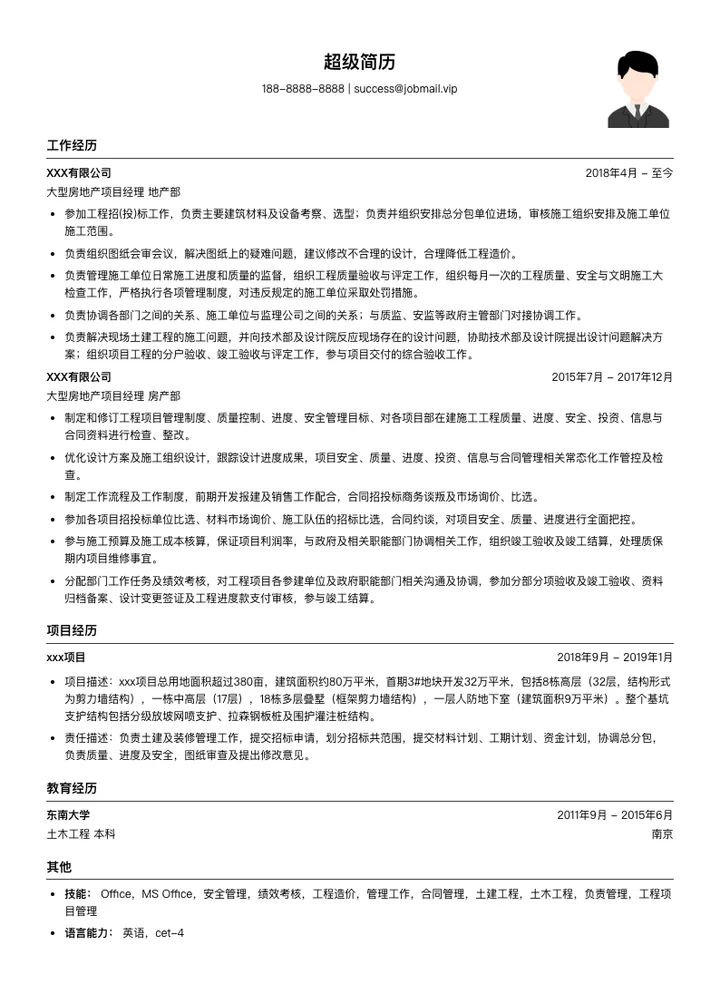 超级简历
188-8888-8888 | success@jobmail.vip
工作经历
XXX有限公司 2018年4月 – 至今
大型房地产项目经理 地产部
• 参加工程招(投)标工作，负责主要建筑材料及设备考察、选型；负责并组织安排总分包单位进场，审核施工组织安排及施工单位
施工范围。
• 负责组织图纸会审会议，解决图纸上的疑难问题，建议修改不合理的设计，合理降低工程造价。
• 负责管理施工单位日常施工进度和质量的监督，组织工程质量验收与评定工作，组织每月一次的工程质量、安全与文明施工大
检查工作，严格执行各项管理制度，对违反规定的施工单位采取处罚措施。
• 负责协调各部门之间的关系、施工单位与监理公司之间的关系；与质监、安监等政府主管部门对接协调工作。
• 负责解决现场土建工程的施工问题，并向技术部及设计院反应现场存在的设计问题，协助技术部及设计院提出设计问题解决方
案；组织项目工程的分户验收、竣工验收与评定工作，参与项目交付的综合验收工作。
XXX有限公司 2015年7月 – 2017年12月
大型房地产项目经理 房产部
• 制定和修订工程项目管理制度、质量控制、进度、安全管理目标、对各项目部在建施工工程质量、进度、安全、投资、信息与
合同资料进行检查、整改。
• 优化设计方案及施工组织设计，跟踪设计进度成果，项目安全、质量、进度、投资、信息与合同管理相关常态化工作管控及检
查。
• 制定工作流程及工作制度，前期开发报建及销售工作配合，合同招投标商务谈叛及市场询价、比选。
• 参加各项目招投标单位比选、材料市场询价、施工队伍的招标比选，合同约谈，对项目安全、质量、进度进行全面把控。
• 参与施工预算及施工成本核算，保证项目利润率，与政府及相关职能部门协调相关工作，组织竣工验收及竣工结算，处理质保
期内项目维修事宜。
• 分配部门工作任务及绩效考核，对工程项目各参建单位及政府职能部门相关沟通及协调，参加分部分项验收及竣工验收、资料
归档备案、设计变更签证及工程进度款支付审核，参与竣工结算。
项目经历
xxx项目 2018年9月 – 2019年1月
• 项目描述：xxx项目总用地面积超过380亩，建筑面积约80万平米，首期3#地块开发32万平米，包括8栋高层（32层，结构形式
为剪力墙结构），一栋中高层（17层），18栋多层叠墅（框架剪力墙结构），一层人防地下室（建筑面积9万平米）。整个基坑
支护结构包括分级放坡网喷支护、拉森钢板桩及围护灌注桩结构。
• 责任描述：负责土建及装修管理工作，提交招标申请，划分招标共范围，提交材料计划、工期计划、资金计划，协调总分包，
负责质量、进度及安全，图纸审查及提出修改意见。
教育经历
东南大学 2011年9月 – 2015年6月
土木工程 本科 南京
其他
• 技能： Office，MS Office，安全管理，绩效考核，工程造价，管理工作，合同管理，土建工程，土木工程，负责管理，工程项
目管理
• 语言能力： 英语，cet-4